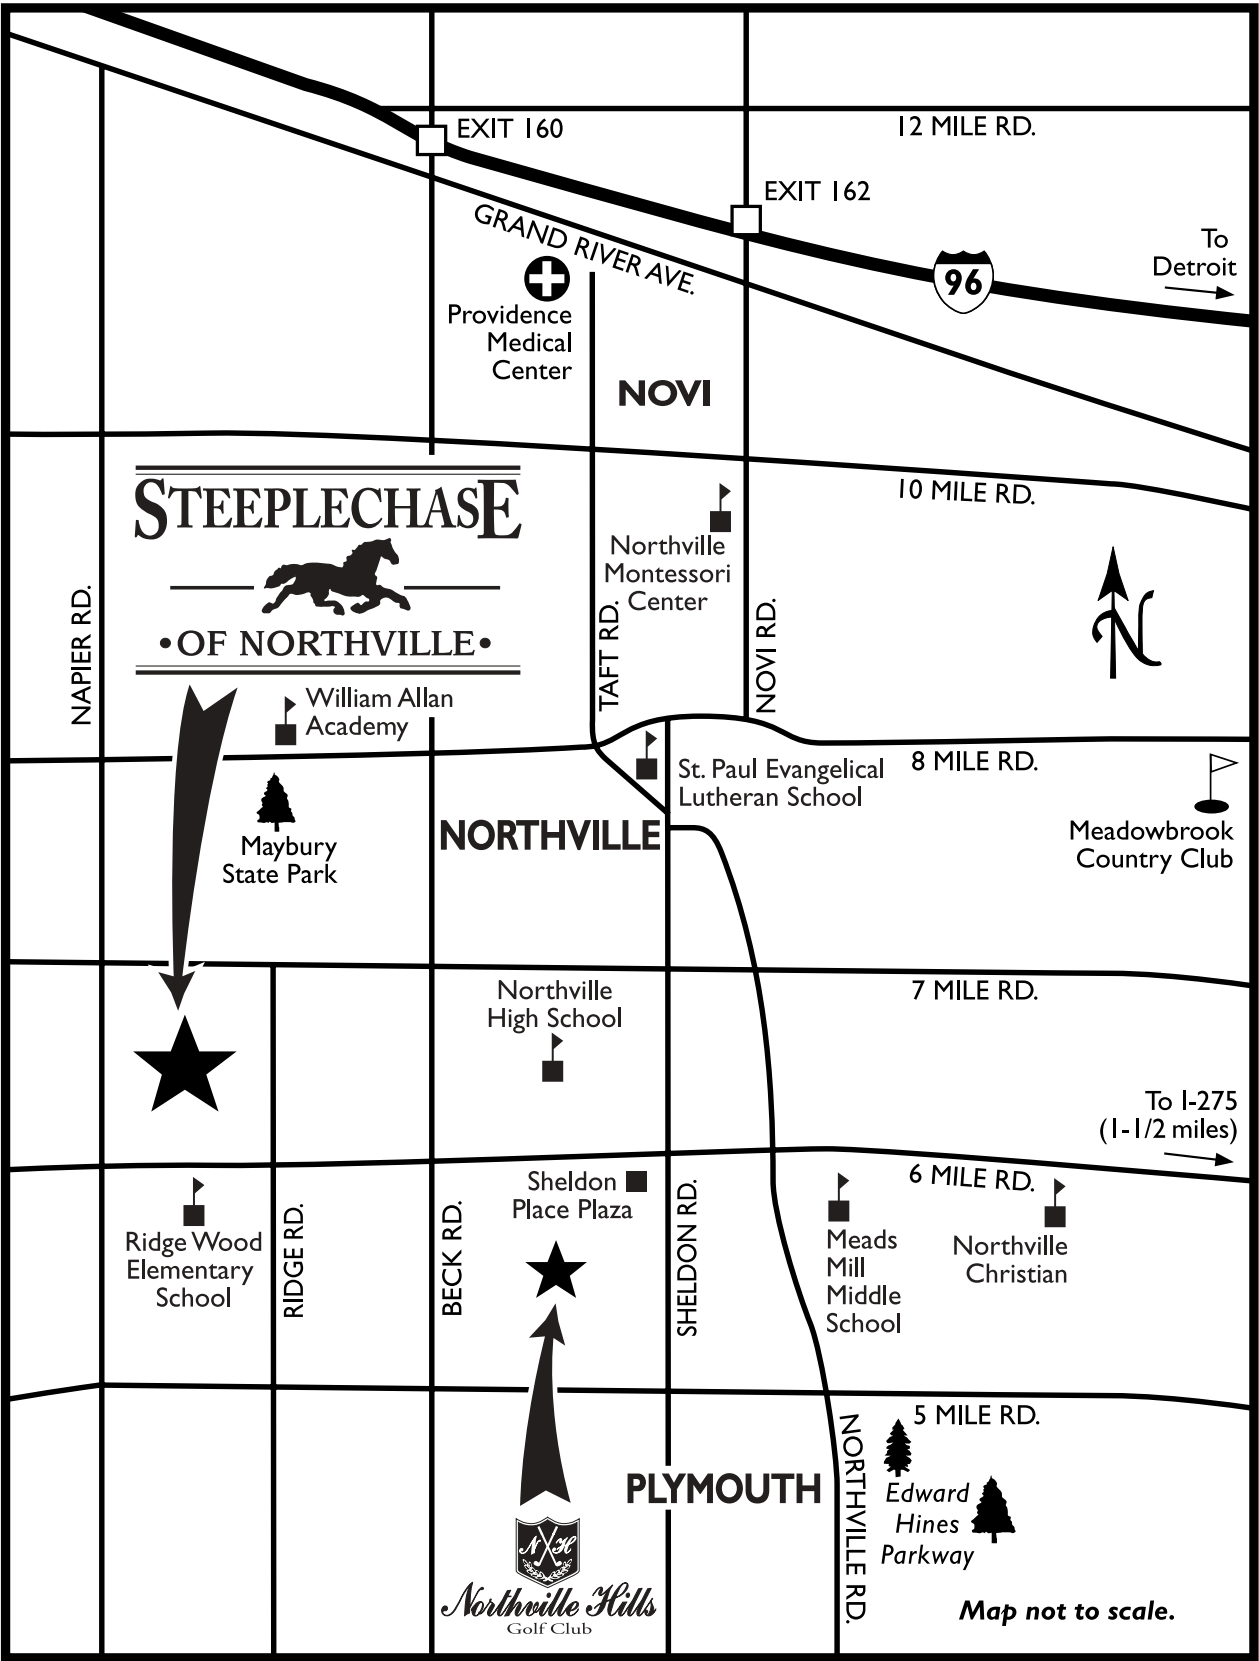 EXIT 160
12 MILE RD.
EXIT 162
GRAND RIVER AVE.
To
Detroit
96
Providence
Medical
Center
NOVI
10 MILE RD.
STEEPLECHASE
•OF NORTHVILLE•
Northville
Montessori
Center
N
NAPIER RD.
TAFT RD.
NOVI RD.
William Allan
Academy
8 MILE RD.
St. Paul Evangelical
Lutheran School
NORTHVILLE
Maybury
State Park
Meadowbrook
Country Club
7 MILE RD.
Northville
High School
To I-275
(1-1/2 miles)
6 MILE RD.
Sheldon
Place Plaza
Ridge Wood
Elementary
School
RIDGE RD.
BECK RD.
SHELDON RD.
Meads
Mill
Middle
School
Northville
Christian
5 MILE RD.
NORTHVILLE RD.
PLYMOUTH
Edward
Hines
Parkway
N H
Northville Hills
Golf Club
Map not to scale.